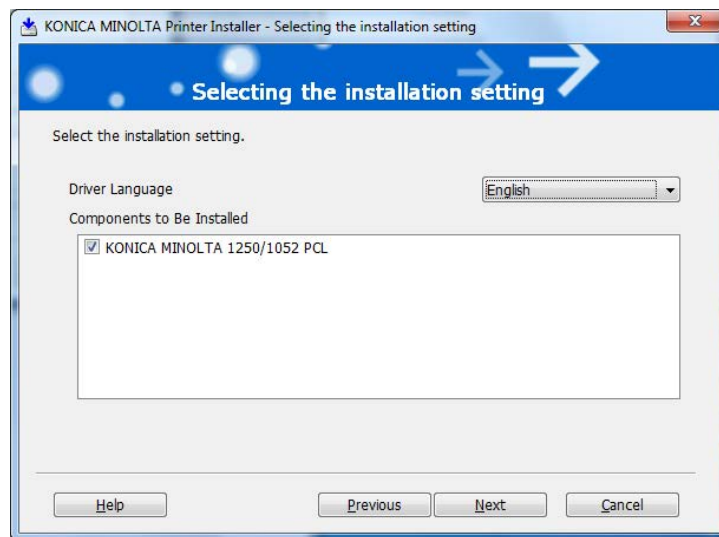 KONICA MINOLTA Printer Installer - Selecting the installation setting
Selecting the installation setting
Select the installation setting.
Driver Language English
Components to Be Installed
KONICA MINOLTA 1250/1052 PCL
Help Previous Next Cancel